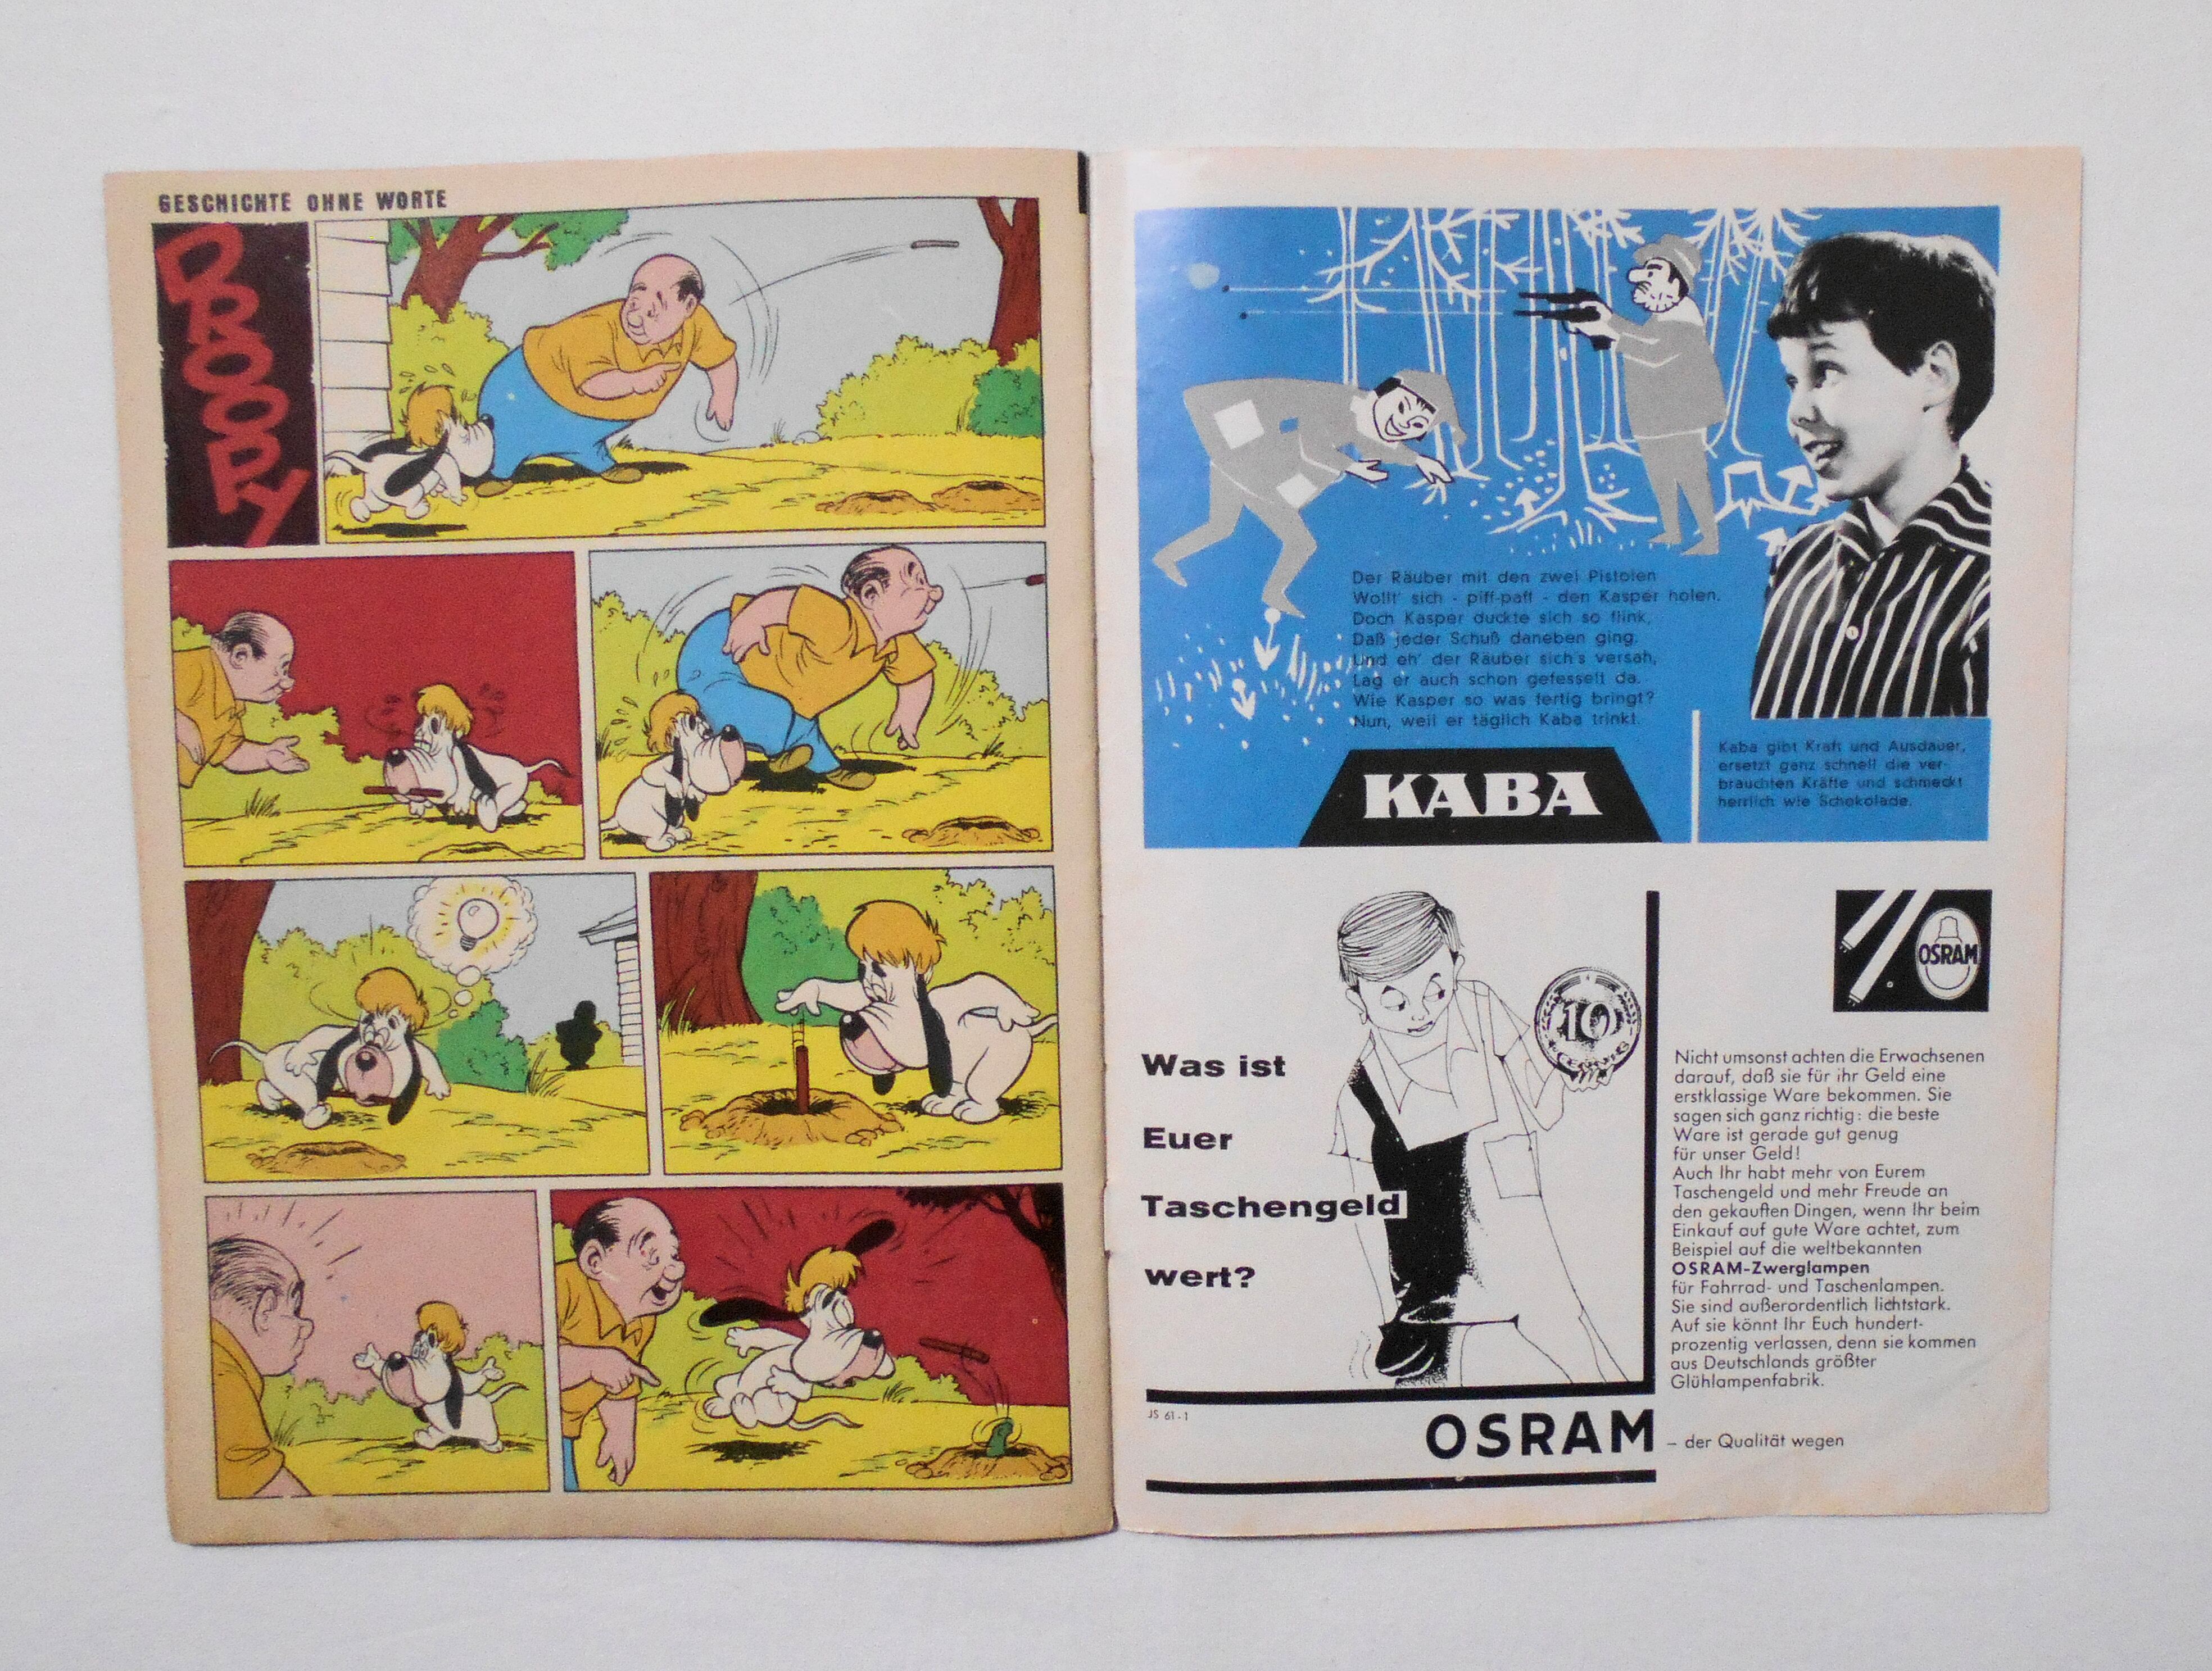 GESCHICHTE OHNE WORTE
DROOPY
Der Räuber mit den zwei Pistolen
Wollt' sich - piff-paff - den Kasper holen.
Doch Kasper duckte sich so flink,
Daß jeder Schuß daneben ging.
Und eh' der Räuber sich's versah,
Lag er auch schon gefesselt da.
Wie Kasper so was fertig bringt?
Nun, weil er täglich Kaba trinkt.
KABA
Kaba gibt Kraft und Ausdauer,
ersetzt ganz schnell die ver-
brauchten Kräfte und schmeckt
herrlich wie Schokolade.
OSRAM
10
Was ist
Euer
Taschengeld
wert?
Nicht umsonst achten die Erwachsenen
darauf, daß sie für ihr Geld eine
erstklassige Ware bekommen. Sie
sagen sich ganz richtig: die beste
Ware ist gerade gut genug
für unser Geld!
Auch Ihr habt mehr von Eurem
Taschengeld und mehr Freude an
den gekauften Dingen, wenn Ihr beim
Einkauf auf gute Ware achtet, zum
Beispiel auf die weltbekannten
OSRAM-Zwerglampen
für Fahrrad- und Taschenlampen.
Sie sind außerordentlich lichtstark.
Auf sie könnt Ihr Euch hundert-
prozentig verlassen, denn sie kommen
aus Deutschlands größter
Glühlampenfabrik.
JS 61-1
OSRAM – der Qualität wegen